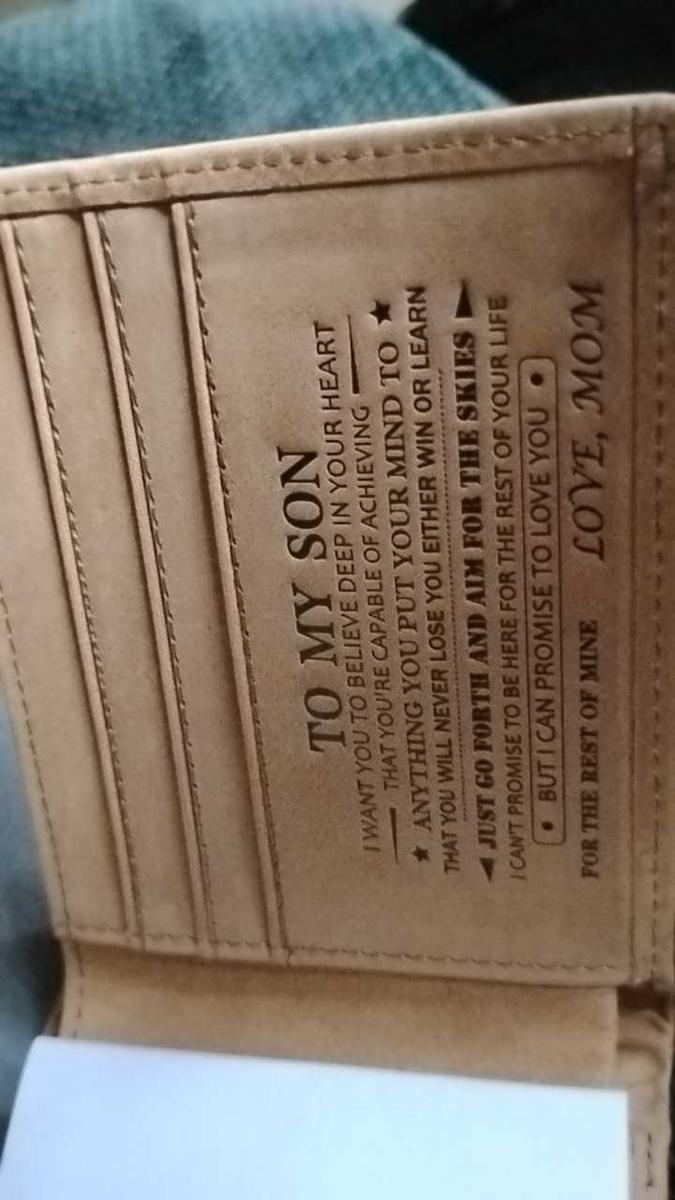 TO MY SON
I WANT YOU TO BELIEVE DEEP IN YOUR HEART
THAT YOU'RE CAPABLE OF ACHIEVING
ANYTHING YOU PUT YOUR MIND TO
THAT YOU WILL NEVER LOSE YOU EITHER WIN OR LEARN
JUST GO FORTH AND AIM FOR THE SKIES
I CAN'T PROMISE TO BE HERE FOR THE REST OF YOUR LIFE
BUT I CAN PROMISE TO LOVE YOU
FOR THE REST OF MINE LOVE, MOM